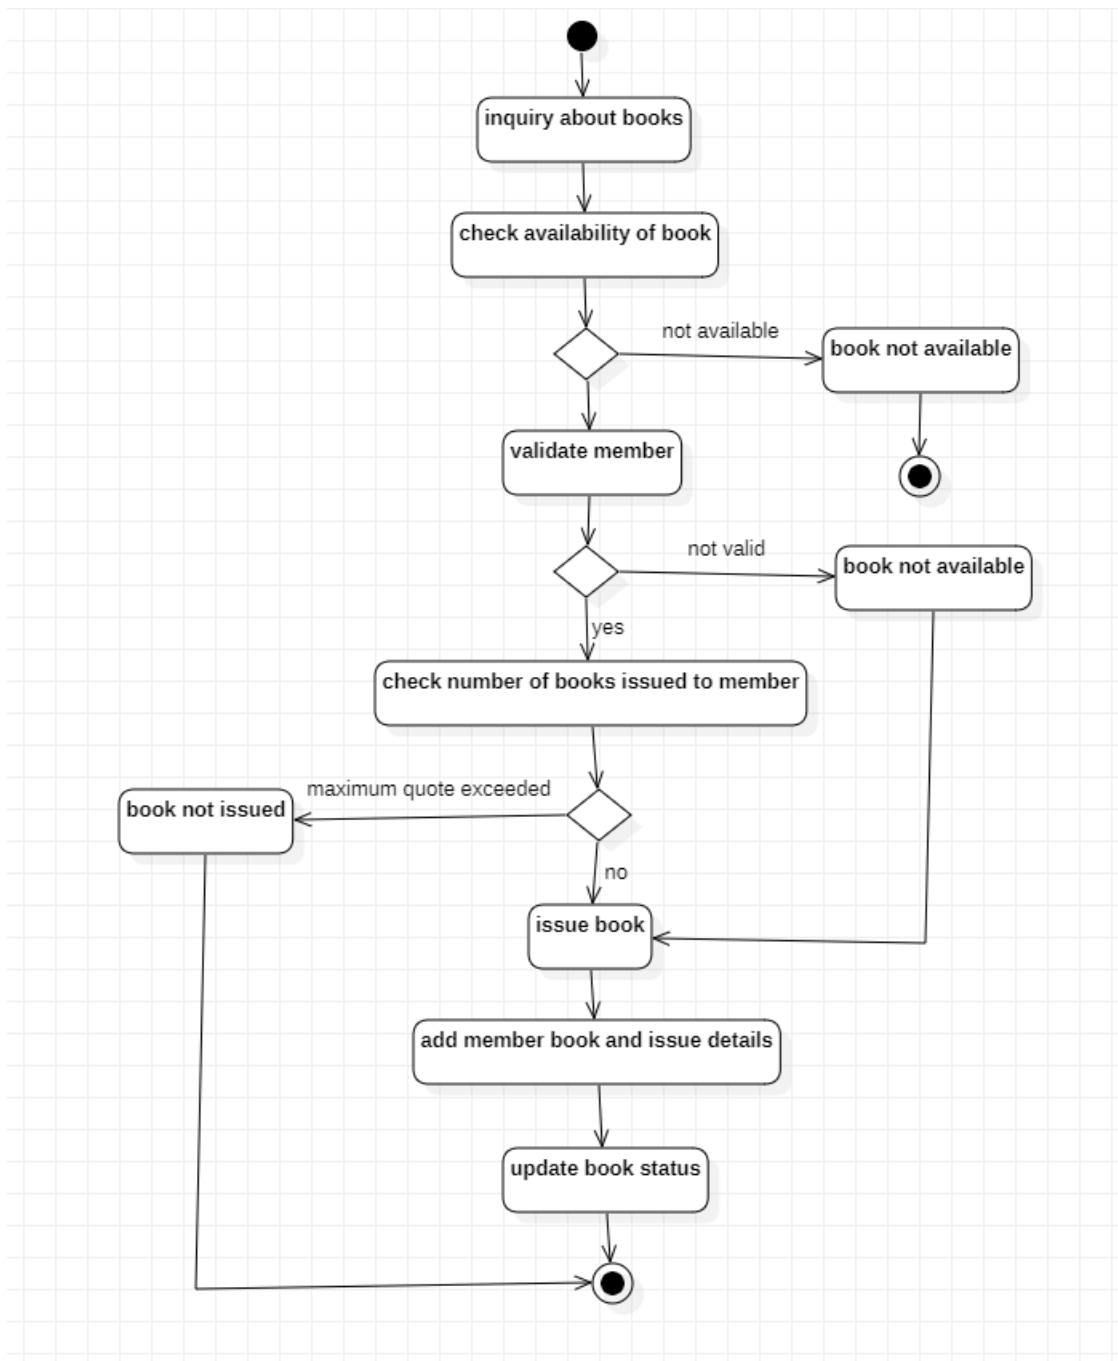 inquiry about books
check availability of book
not available
book not available
validate member
not valid
book not available
yes
check number of books issued to member
maximum quote exceeded
book not issued
no
issue book
add member book and issue details
update book status